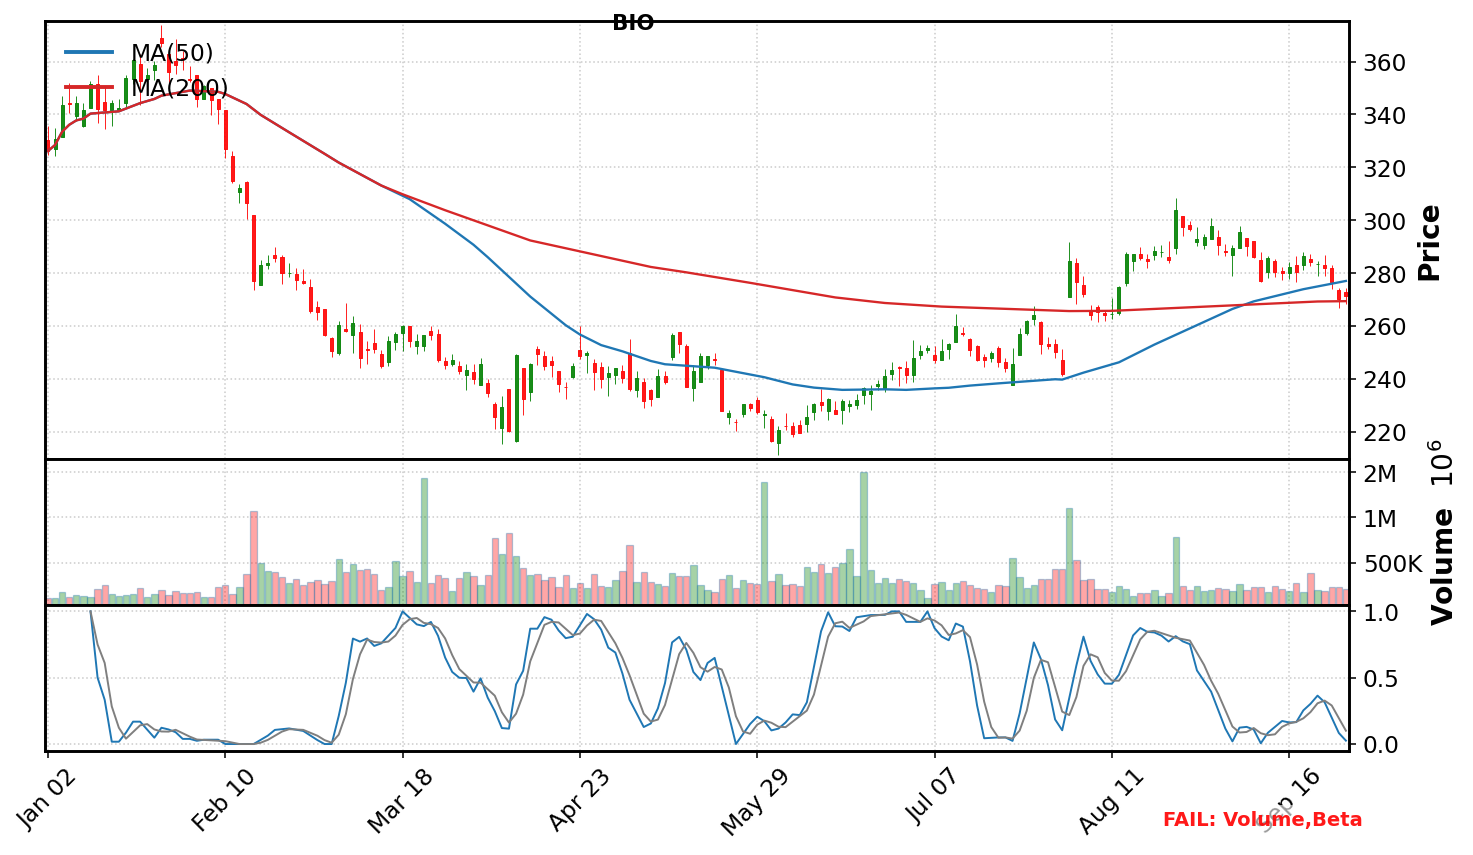 BIO
MA(50)
MA(200)
360
340
320
300
280
260
240
220
Price
2M
1M
500K
Volume 10^6
1.0
0.5
0.0
Jan 02
Feb 10
Mar 18
Apr 23
May 29
Jul 07
Aug 11
Sep 16
FAIL: Volume,Beta